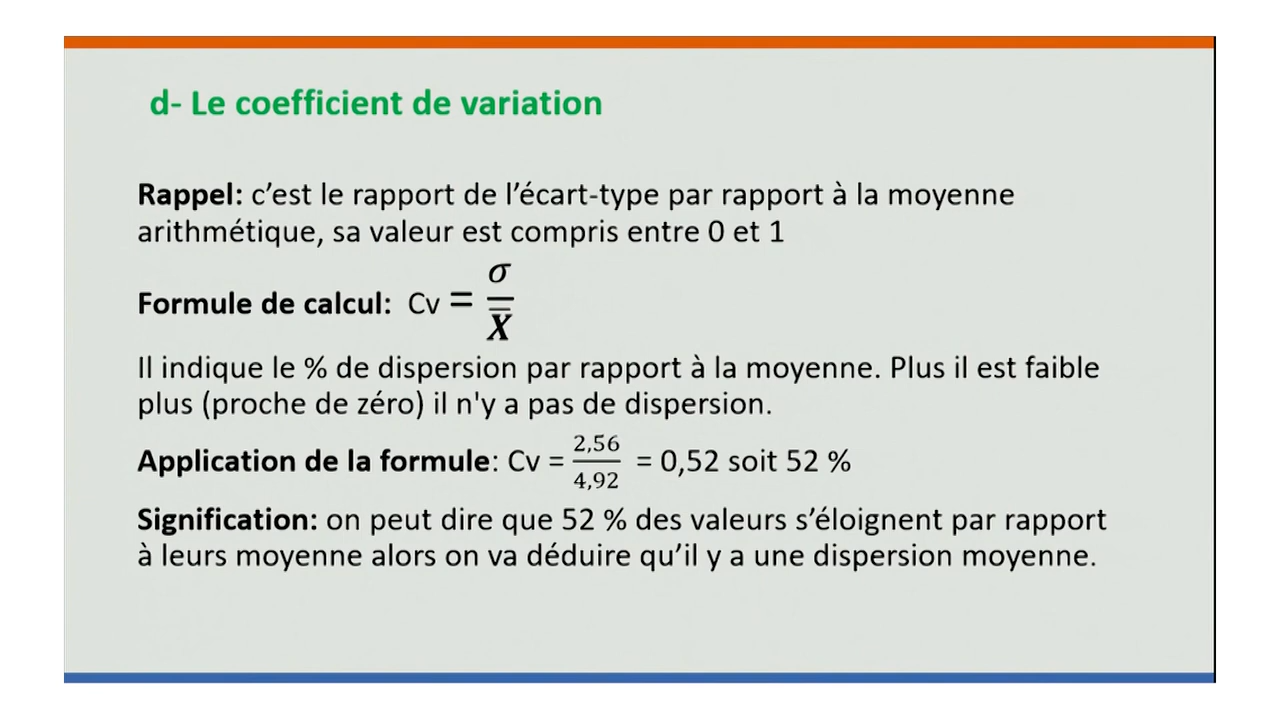 d- Le coefficient de variation
Rappel: c’est le rapport de l’écart-type par rapport à la moyenne
arithmétique, sa valeur est compris entre 0 et 1
Formule de calcul: Cv = σ / X̿
Il indique le % de dispersion par rapport à la moyenne. Plus il est faible
plus (proche de zéro) il n'y a pas de dispersion.
Application de la formule: Cv = 2,56 / 4,92 = 0,52 soit 52 %
Signification: on peut dire que 52 % des valeurs s’éloignent par rapport
à leurs moyenne alors on va déduire qu’il y a une dispersion moyenne.